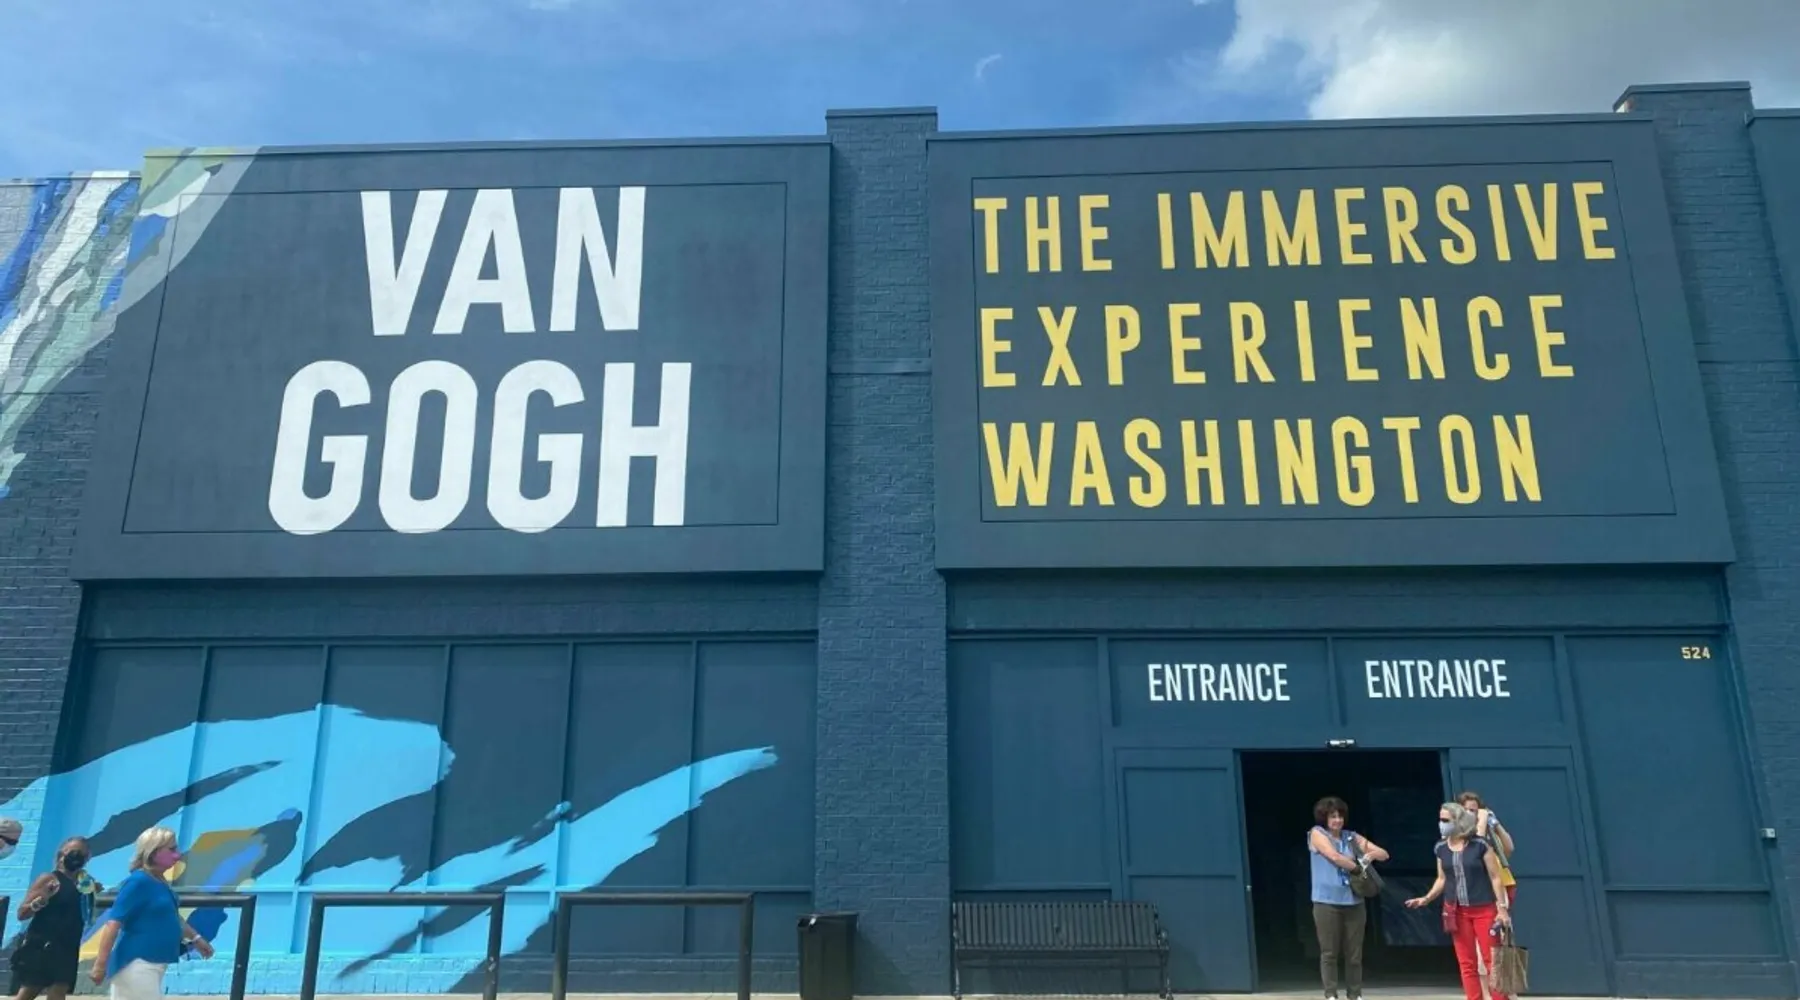 VAN
GOGH
THE IMMERSIVE
EXPERIENCE
WASHINGTON
ENTRANCE
ENTRANCE
524